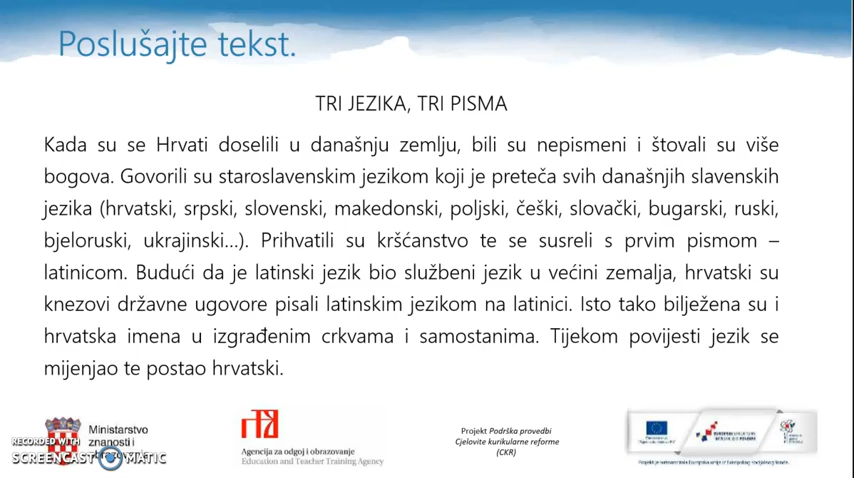 Poslušajte tekst.
TRI JEZIKA, TRI PISMA
Kada su se Hrvati doselili u današnju zemlju, bili su nepismeni i štovali su više
bogova. Govorili su staroslavenskim jezikom koji je preteča svih današnjih slavenskih
jezika (hrvatski, srpski, slovenski, makedonski, poljski, češki, slovački, bugarski, ruski,
bjeloruski, ukrajinski...). Prihvatili su kršćanstvo te se susreli s prvim pismom –
latinicom. Budući da je latinski jezik bio službeni jezik u većini zemalja, hrvatski su
knezovi državne ugovore pisali latinskim jezikom na latinici. Isto tako bilježena su i
hrvatska imena u izgrađenim crkvama i samostanima. Tijekom povijesti jezik se
mijenjao te postao hrvatski.
Ministarstvo
znanosti i
RECORDED WITH
SCREENCAST MATIC
Agencija za odgoj i obrazovanje
Education and Teacher Training Agency
Projekt Podrška provedbi
Cjelovite kurikularne reforme
(CKR)